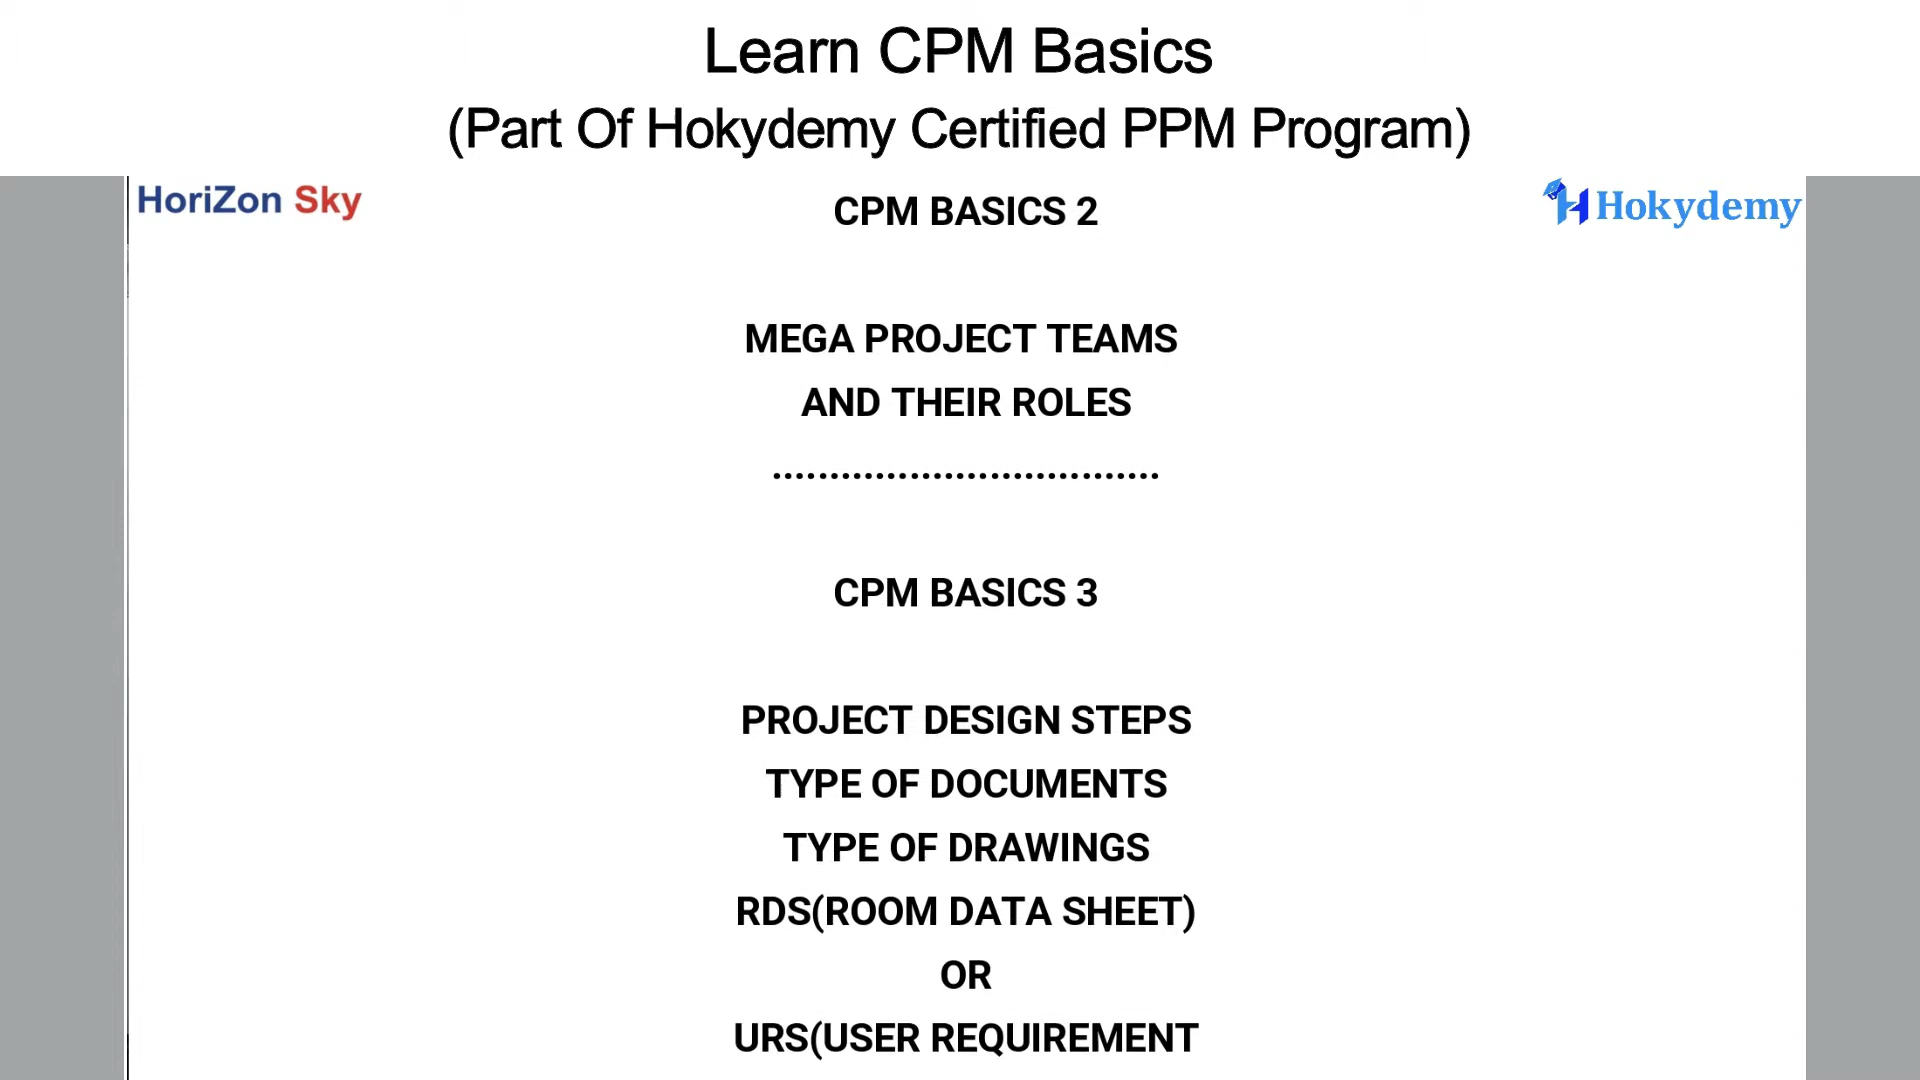 Learn CPM Basics
(Part Of Hokydemy Certified PPM Program)
HoriZon Sky
CPM BASICS 2
Hokydemy
MEGA PROJECT TEAMS
AND THEIR ROLES
..................................
CPM BASICS 3
PROJECT DESIGN STEPS
TYPE OF DOCUMENTS
TYPE OF DRAWINGS
RDS(ROOM DATA SHEET)
OR
URS(USER REQUIREMENT